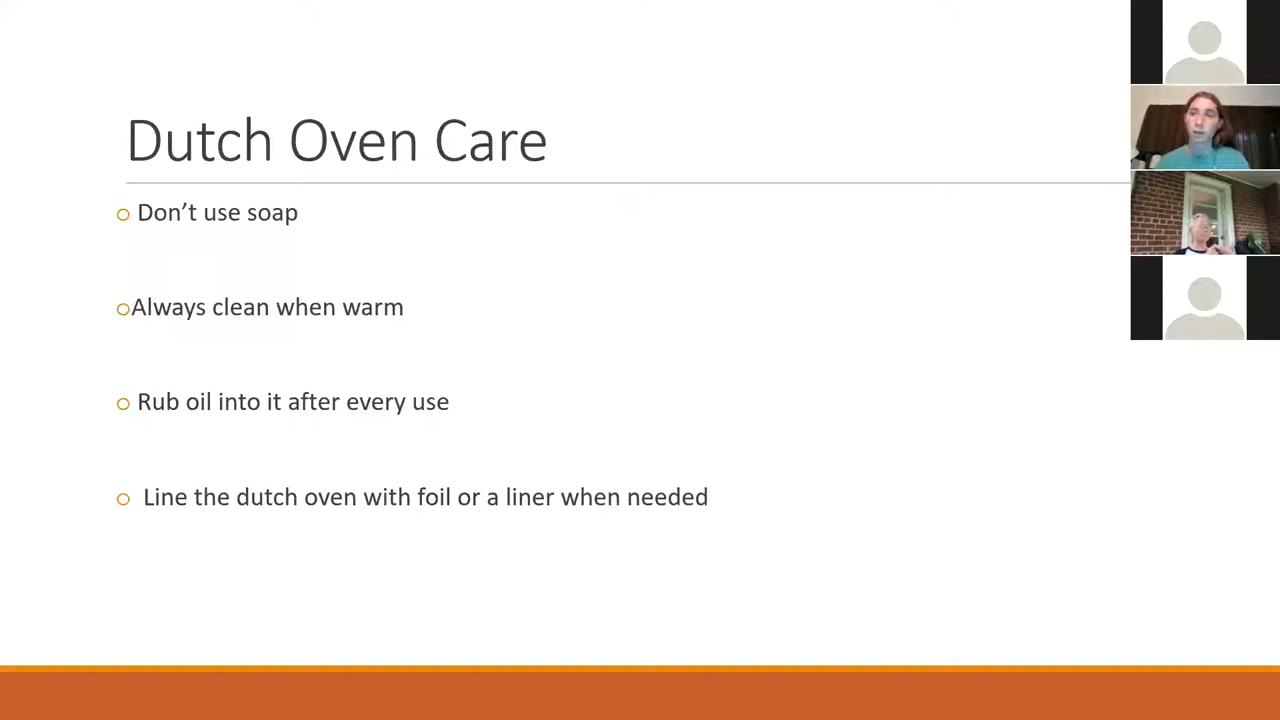 Dutch Oven Care
Don’t use soap
Always clean when warm
Rub oil into it after every use
Line the dutch oven with foil or a liner when needed